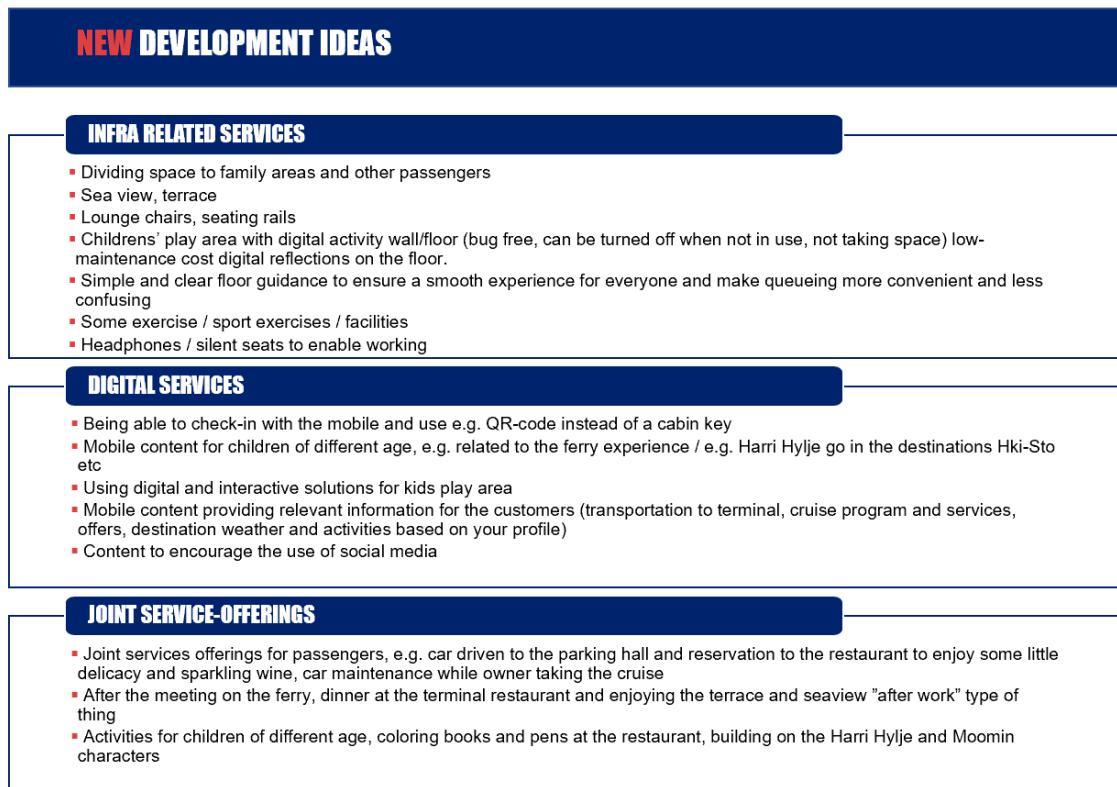 NEW DEVELOPMENT IDEAS
INFRA RELATED SERVICES
▪ Dividing space to family areas and other passengers
▪ Sea view, terrace
▪ Lounge chairs, seating rails
▪ Childrens’ play area with digital activity wall/floor (bug free, can be turned off when not in use, not taking space) low-
maintenance cost digital reflections on the floor.
▪ Simple and clear floor guidance to ensure a smooth experience for everyone and make queueing more convenient and less
confusing
▪ Some exercise / sport exercises / facilities
▪ Headphones / silent seats to enable working
DIGITAL SERVICES
▪ Being able to check-in with the mobile and use e.g. QR-code instead of a cabin key
▪ Mobile content for children of different age, e.g. related to the ferry experience / e.g. Harri Hylje go in the destinations Hki-Sto
etc
▪ Using digital and interactive solutions for kids play area
▪ Mobile content providing relevant information for the customers (transportation to terminal, cruise program and services,
offers, destination weather and activities based on your profile)
▪ Content to encourage the use of social media
JOINT SERVICE-OFFERINGS
▪ Joint services offerings for passengers, e.g. car driven to the parking hall and reservation to the restaurant to enjoy some little
delicacy and sparkling wine, car maintenance while owner taking the cruise
▪ After the meeting on the ferry, dinner at the terminal restaurant and enjoying the terrace and seaview ”after work” type of
thing
▪ Activities for children of different age, coloring books and pens at the restaurant, building on the Harri Hylje and Moomin
characters